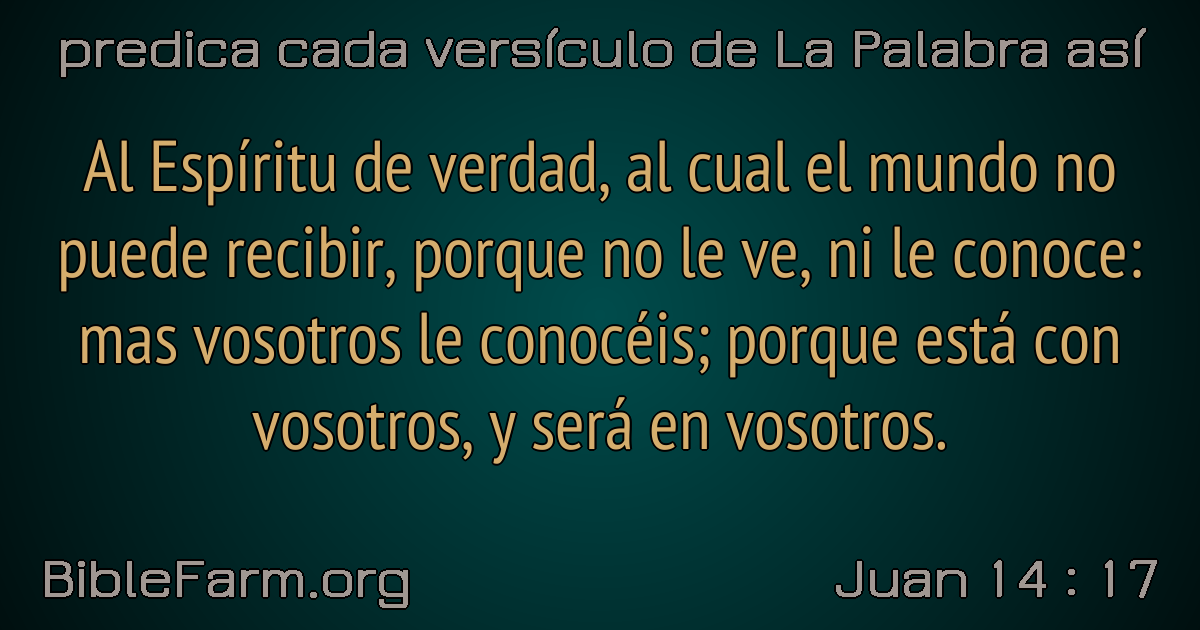 predica cada versículo de La Palabra así
Al Espíritu de verdad, al cual el mundo no
puede recibir, porque no le ve, ni le conoce:
mas vosotros le conocéis; porque está con
vosotros, y será en vosotros.
BibleFarm.org
Juan 14 : 17